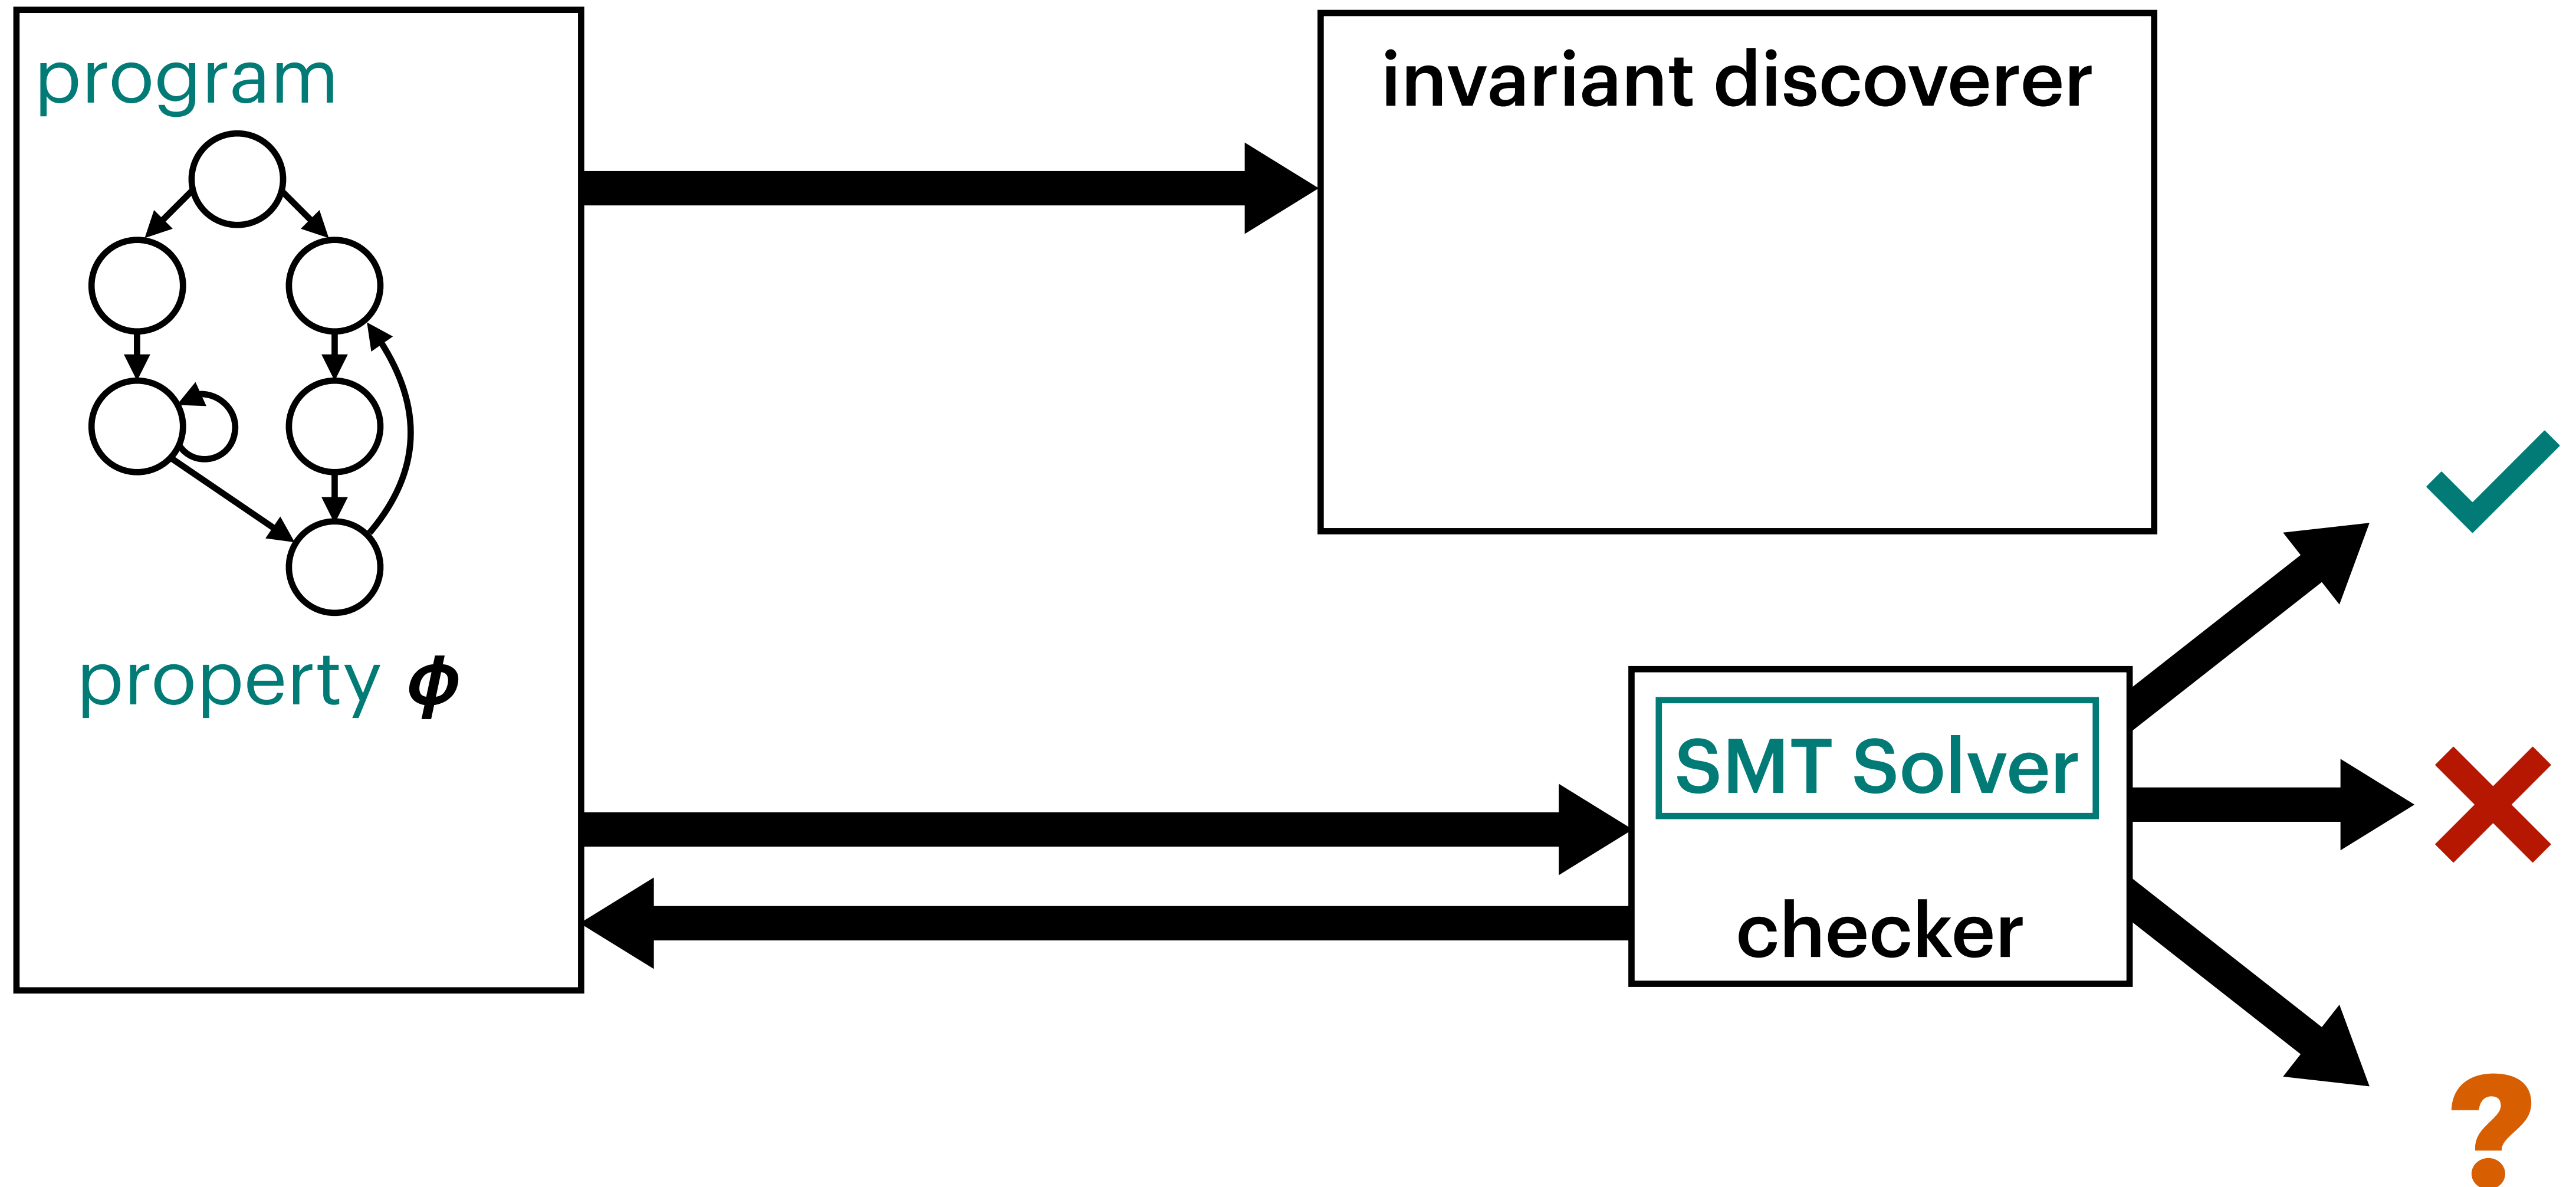 program
property ϕ
invariant discoverer
SMT Solver
checker
?